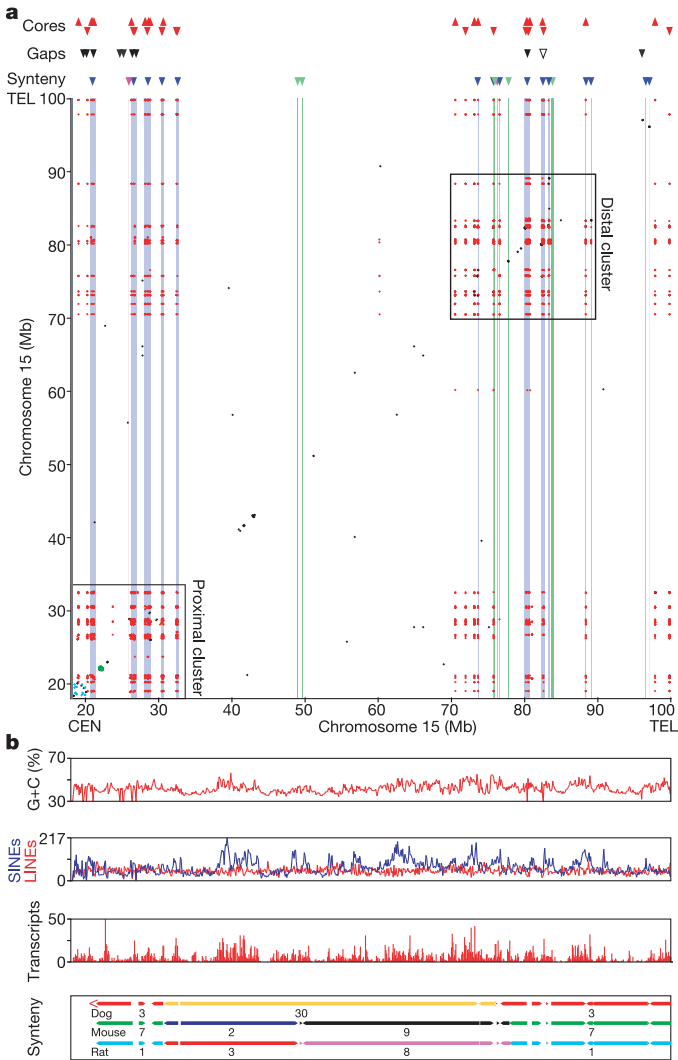 a
Cores
Gaps
Synteny
TEL 100
90
80
70
60
50
40
30
20
Chromosome 15 (Mb)
Distal cluster
Proximal cluster
20 30 40 50 60 70 80 90 100
CEN Chromosome 15 (Mb) TEL
b
G+C (%)
70
30
SINEs
LINEs
217
0
Transcripts
50
0
Synteny
Dog 3 30 3
Mouse 7 2 9 7
Rat 1 3 8 1